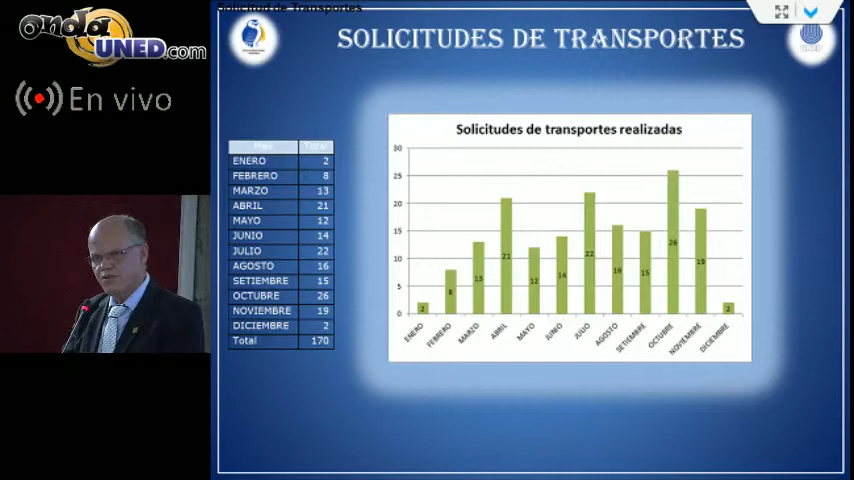 onda
UNED.com
En vivo
Solicitud de Transportes
SOLICITUDES DE TRANSPORTES
UNED
Mes Total
ENERO 2
FEBRERO 8
MARZO 13
ABRIL 21
MAYO 12
JUNIO 14
JULIO 22
AGOSTO 16
SETIEMBRE 15
OCTUBRE 26
NOVIEMBRE 19
DICIEMBRE 2
Total 170
Solicitudes de transportes realizadas
30
25
20
15
10
5
0
2
8
13
21
12
14
22
16
15
26
19
2
ENERO
FEBRERO
MARZO
ABRIL
MAYO
JUNIO
JULIO
AGOSTO
SETIEMBRE
OCTUBRE
NOVIEMBRE
DICIEMBRE